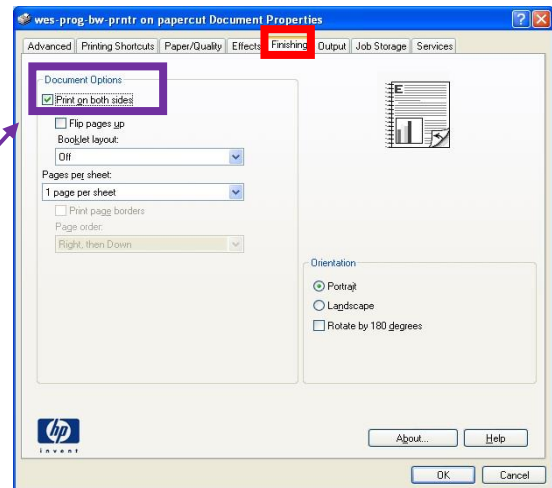 wes-prog-bw-prntr on papercut Document Properties
Advanced Printing Shortcuts Paper/Quality Effects Finishing Output Job Storage Services
Document Options
Print on both sides
Flip pages up
Booklet layout:
Off
Pages per sheet:
1 page per sheet
Print page borders
Page order:
Right, then Down
E
Orientation
Portrait
Landscape
Rotate by 180 degrees
hp
invent
About... Help
OK Cancel